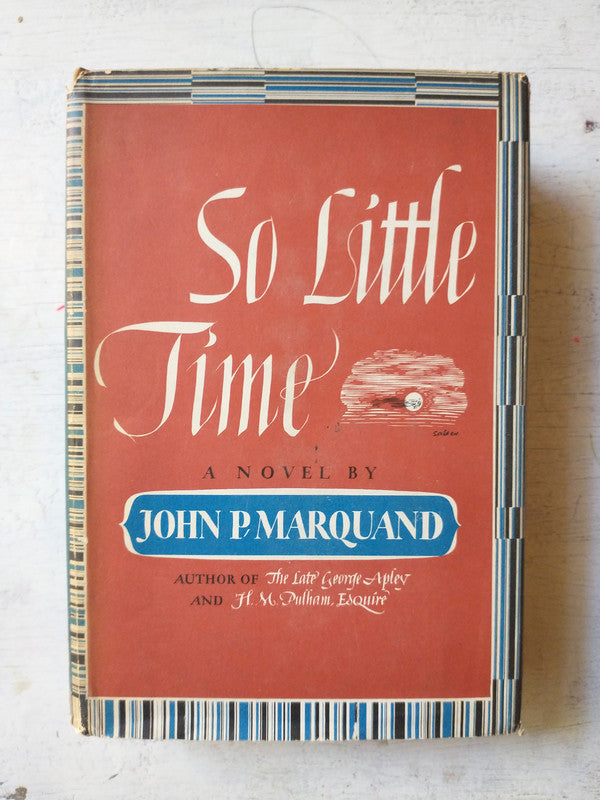 So Little
Time
A NOVEL BY
JOHN P. MARQUAND
AUTHOR OF The Late George Apley
AND H. M. Pulham, Esquire